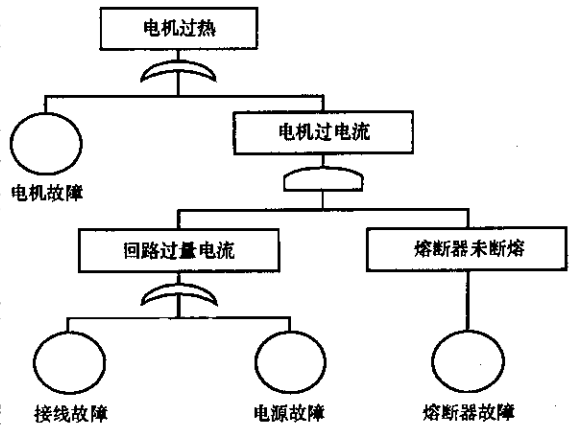 电机过热
电机过电流
电机故障
回路过量电流
熔断器未断熔
接线故障
电源故障
熔断器故障